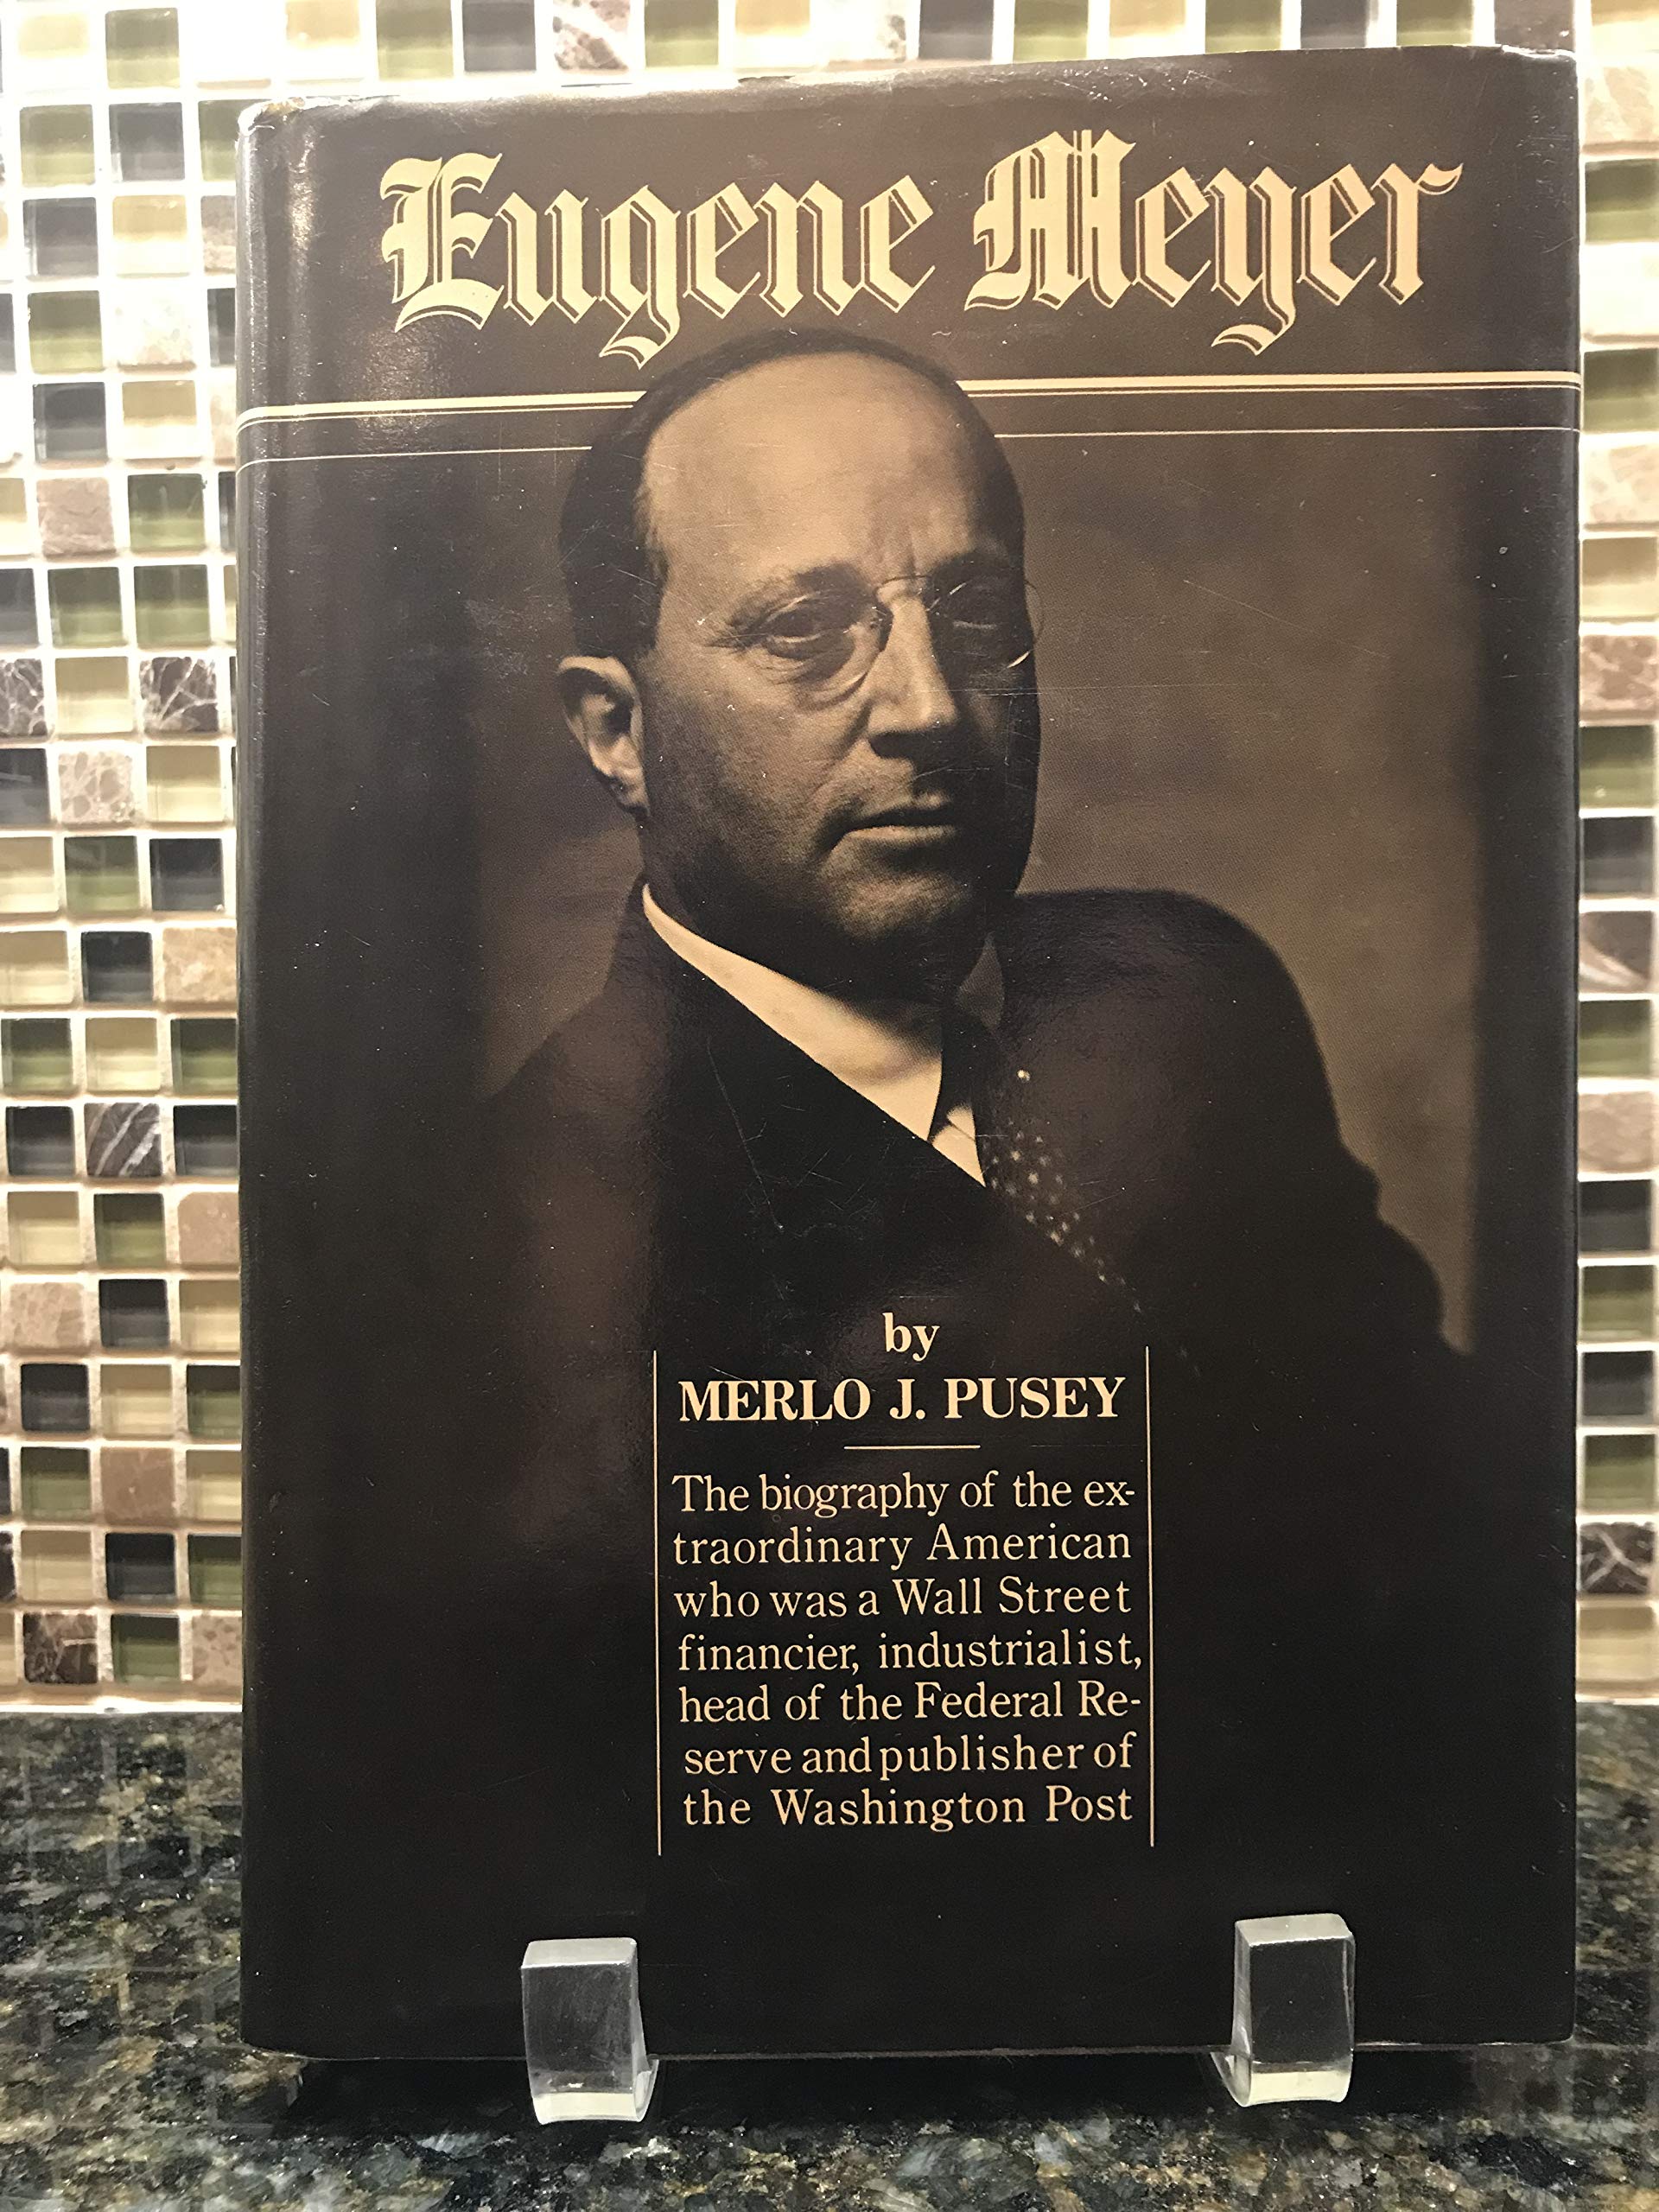 Eugene Meyer
by
MERLO J. PUSEY
The biography of the ex-
traordinary American
who was a Wall Street
financier, industrialist,
head of the Federal Re-
serve and publisher of
the Washington Post